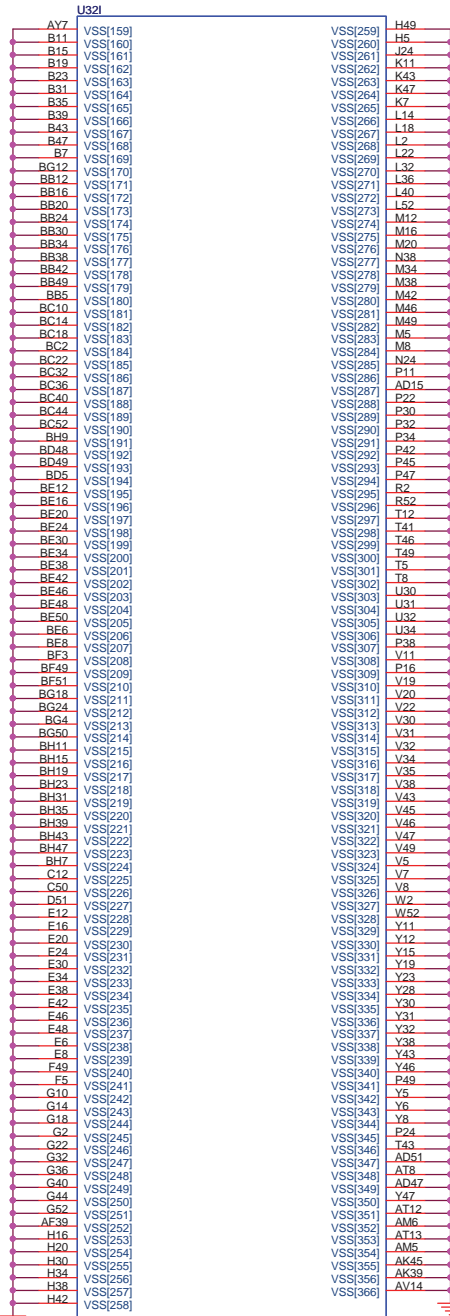 U32I
AY7 VSS[159] VSS[259] H49
B11 VSS[160] VSS[260] H5
B15 VSS[161] VSS[261] J24
B19 VSS[162] VSS[262] K11
B23 VSS[163] VSS[263] K43
B31 VSS[164] VSS[264] K47
B35 VSS[165] VSS[265] K7
B39 VSS[166] VSS[266] L14
B43 VSS[167] VSS[267] L18
B47 VSS[168] VSS[268] L2
B7 VSS[169] VSS[269] L22
BG12 VSS[170] VSS[270] L32
BB12 VSS[171] VSS[271] L36
BB16 VSS[172] VSS[272] L40
BB20 VSS[173] VSS[273] L52
BB24 VSS[174] VSS[274] M12
BB30 VSS[175] VSS[275] M16
BB34 VSS[176] VSS[276] M20
BB38 VSS[177] VSS[277] N38
BB42 VSS[178] VSS[278] M34
BB49 VSS[179] VSS[279] M38
BB5 VSS[180] VSS[280] M42
BC10 VSS[181] VSS[281] M46
BC14 VSS[182] VSS[282] M49
BC18 VSS[183] VSS[283] M5
BC2 VSS[184] VSS[284] M8
BC22 VSS[185] VSS[285] N24
BC32 VSS[186] VSS[286] P11
BC36 VSS[187] VSS[287] AD15
BC40 VSS[188] VSS[288] P22
BC44 VSS[189] VSS[289] P30
BC52 VSS[190] VSS[290] P32
BH9 VSS[191] VSS[291] P34
BD48 VSS[192] VSS[292] P42
BD49 VSS[193] VSS[293] P45
BD5 VSS[194] VSS[294] P47
BE12 VSS[195] VSS[295] R2
BE16 VSS[196] VSS[296] R52
BE20 VSS[197] VSS[297] T12
BE24 VSS[198] VSS[298] T41
BE30 VSS[199] VSS[299] T46
BE34 VSS[200] VSS[300] T49
BE38 VSS[201] VSS[301] T5
BE42 VSS[202] VSS[302] T8
BE46 VSS[203] VSS[303] U30
BE48 VSS[204] VSS[304] U31
BE50 VSS[205] VSS[305] U32
BE6 VSS[206] VSS[306] U34
BE8 VSS[207] VSS[307] P38
BF3 VSS[208] VSS[308] V11
BF49 VSS[209] VSS[309] P16
BF51 VSS[210] VSS[310] V19
BG18 VSS[211] VSS[311] V20
BG24 VSS[212] VSS[312] V22
BG4 VSS[213] VSS[313] V30
BG50 VSS[214] VSS[314] V31
BH11 VSS[215] VSS[315] V32
BH15 VSS[216] VSS[316] V34
BH19 VSS[217] VSS[317] V35
BH23 VSS[218] VSS[318] V38
BH31 VSS[219] VSS[319] V43
BH35 VSS[220] VSS[320] V45
BH39 VSS[221] VSS[321] V46
BH43 VSS[222] VSS[322] V47
BH47 VSS[223] VSS[323] V49
BH7 VSS[224] VSS[324] V5
C12 VSS[225] VSS[325] V7
C50 VSS[226] VSS[326] V8
D51 VSS[227] VSS[327] W2
E12 VSS[228] VSS[328] W52
E16 VSS[229] VSS[329] Y11
E20 VSS[230] VSS[330] Y12
E24 VSS[231] VSS[331] Y15
E30 VSS[232] VSS[332] Y19
E34 VSS[233] VSS[333] Y23
E38 VSS[234] VSS[334] Y28
E42 VSS[235] VSS[335] Y30
E46 VSS[236] VSS[336] Y31
E48 VSS[237] VSS[337] Y32
E6 VSS[238] VSS[338] Y38
E8 VSS[239] VSS[339] Y43
F49 VSS[240] VSS[340] Y46
F5 VSS[241] VSS[341] P49
G10 VSS[242] VSS[342] Y5
G14 VSS[243] VSS[343] Y6
G18 VSS[244] VSS[344] Y8
G2 VSS[245] VSS[345] P24
G22 VSS[246] VSS[346] T43
G32 VSS[247] VSS[347] AD51
G36 VSS[248] VSS[348] AT8
G40 VSS[249] VSS[349] AD47
G44 VSS[250] VSS[350] Y47
G52 VSS[251] VSS[351] AT12
AF39 VSS[252] VSS[352] AM6
H16 VSS[253] VSS[353] AT13
H20 VSS[254] VSS[354] AM5
H30 VSS[255] VSS[355] AK45
H34 VSS[256] VSS[356] AK39
H38 VSS[257] VSS[366] AV14
H42 VSS[258]